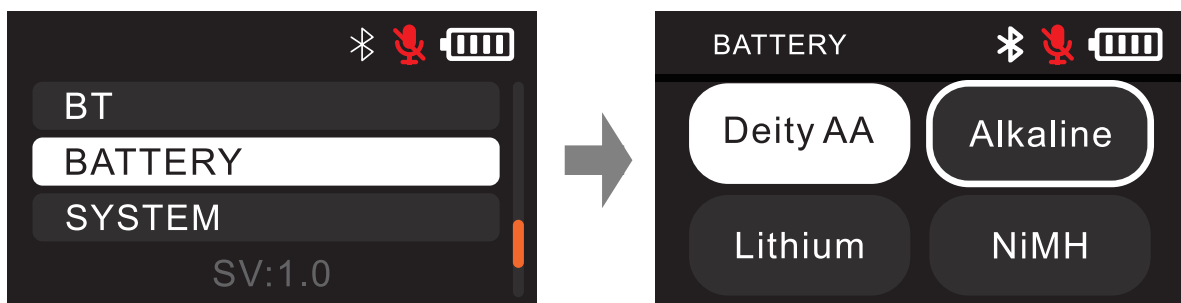 BT
BATTERY
SYSTEM
SV:1.0
BATTERY
Deity AA
Alkaline
Lithium
NiMH